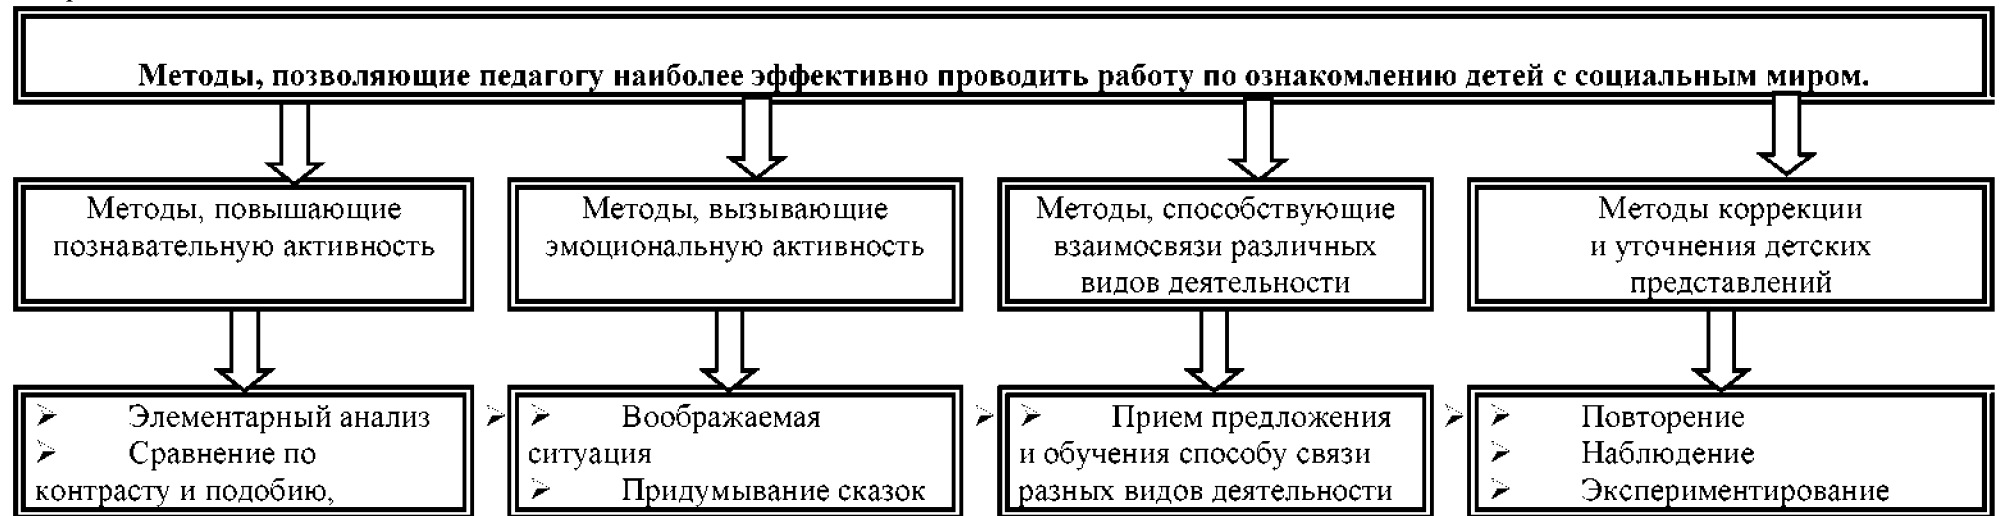 Методы, позволяющие педагогу наиболее эффективно проводить работу по ознакомлению детей с социальным миром.
Методы, повышающие
познавательную активность
Методы, вызывающие
эмоциональную активность
Методы, способствующие
взаимосвязи различных
видов деятельности
Методы коррекции
и уточнения детских
представлений
Элементарный анализ
Сравнение по
контрасту и подобию,
Воображаемая
ситуация
Придумывание сказок
Прием предложения
и обучения способу связи
разных видов деятельности
Повторение
Наблюдение
Экспериментирование